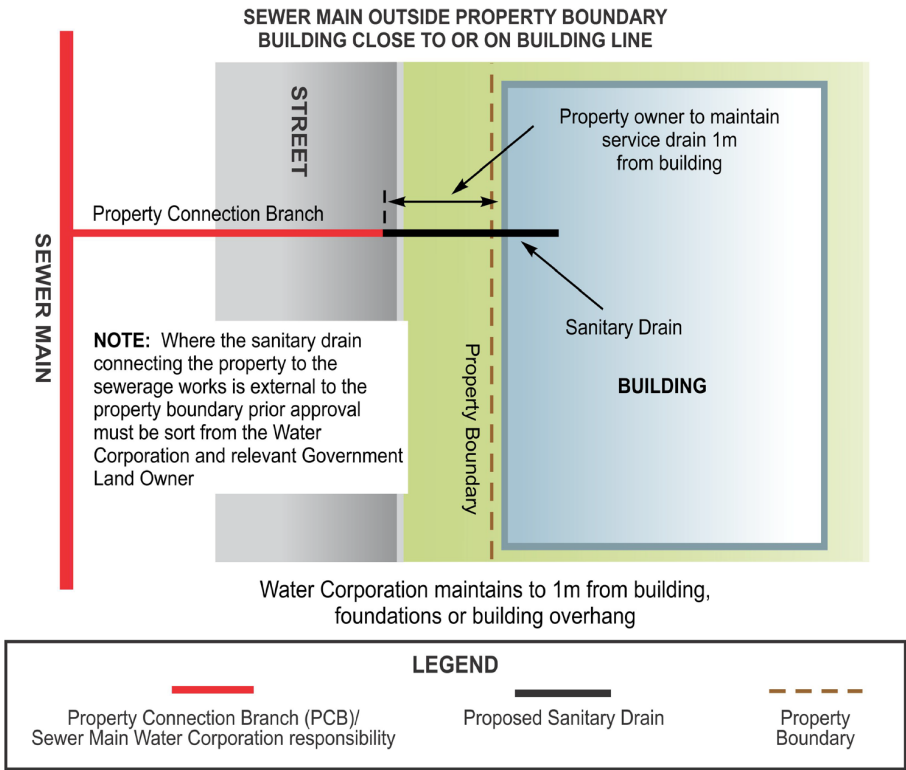 SEWER MAIN OUTSIDE PROPERTY BOUNDARY
BUILDING CLOSE TO OR ON BUILDING LINE
STREET
Property owner to maintain
service drain 1m
from building
Property Connection Branch
SEWER MAIN
Sanitary Drain
NOTE: Where the sanitary drain
connecting the property to the
sewerage works is external to the
property boundary prior approval
must be sort from the Water
Corporation and relevant Government
Land Owner
Property Boundary
BUILDING
Water Corporation maintains to 1m from building,
foundations or building overhang
LEGEND
Property Connection Branch (PCB)/
Sewer Main Water Corporation responsibility
Proposed Sanitary Drain
Property
Boundary